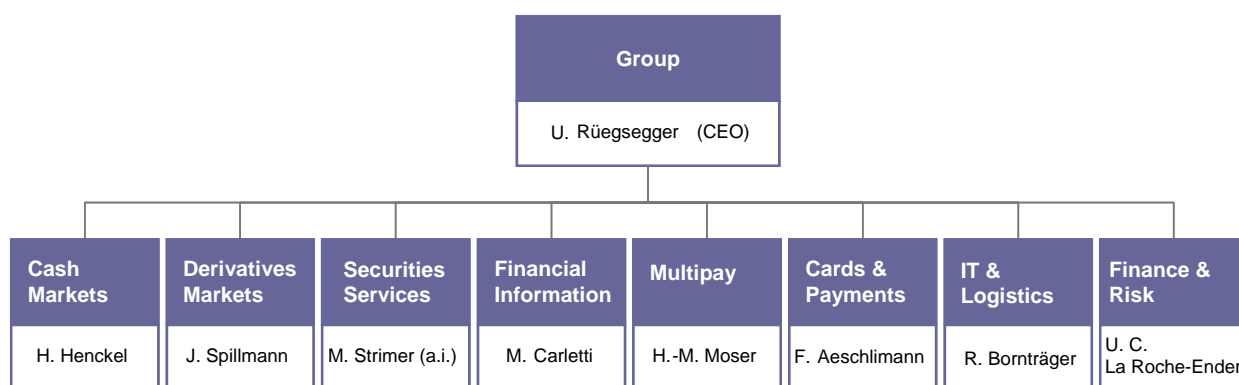 Group
U. Rüegsegger (CEO)
Cash
Markets
H. Henckel
Derivatives
Markets
J. Spillmann
Securities
Services
M. Strimer (a.i.)
Financial
Information
M. Carletti
Multipay
H.-M. Moser
Cards &
Payments
F. Aeschlimann
IT &
Logistics
R. Bornträger
Finance &
Risk
U. C.
La Roche-Ender